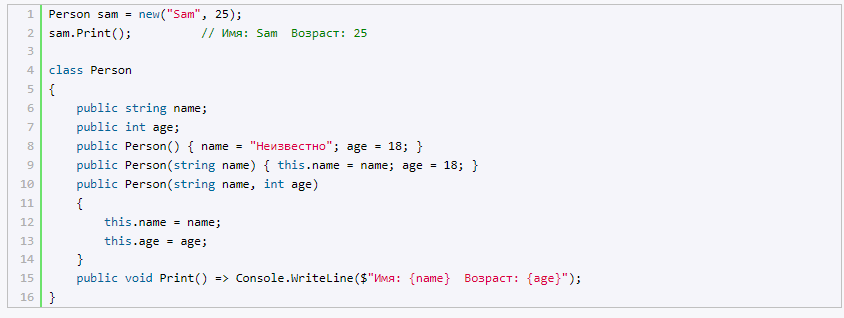 1 Person sam = new("Sam", 25);
2 sam.Print();          // Имя: Sam  Возраст: 25
3
4 class Person
5 {
6     public string name;
7     public int age;
8     public Person() { name = "Неизвестно"; age = 18; }
9     public Person(string name) { this.name = name; age = 18; }
10     public Person(string name, int age)
11     {
12         this.name = name;
13         this.age = age;
14     }
15     public void Print() => Console.WriteLine($"Имя: {name}  Возраст: {age}");
16 }